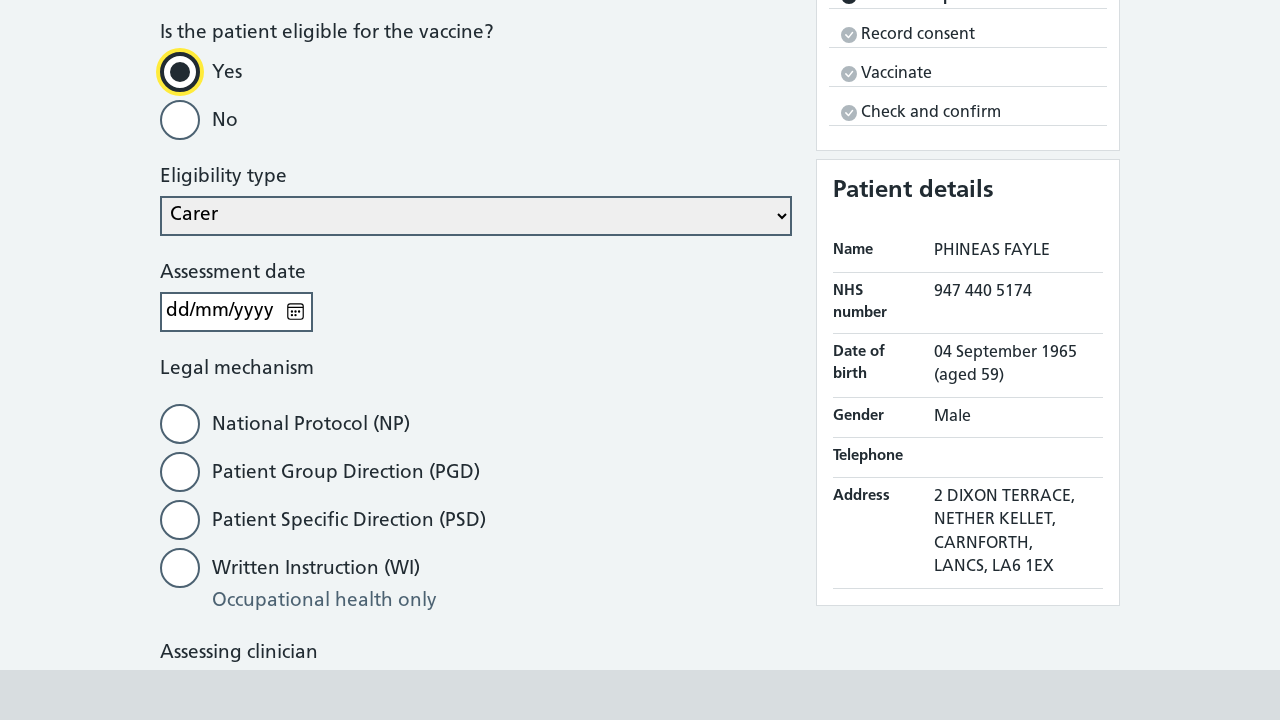 Is the patient eligible for the vaccine?
Yes
No
Eligibility type
Carer
Assessment date
dd/mm/yyyy
Legal mechanism
National Protocol (NP)
Patient Group Direction (PGD)
Patient Specific Direction (PSD)
Written Instruction (WI)
Occupational health only
Assessing clinician
Record consent
Vaccinate
Check and confirm
Patient details
Name PHINEAS FAYLE
NHS number 947 440 5174
Date of birth 04 September 1965
(aged 59)
Gender Male
Telephone
Address 2 DIXON TERRACE,
NETHER KELLET,
CARNFORTH,
LANCS, LA6 1EX